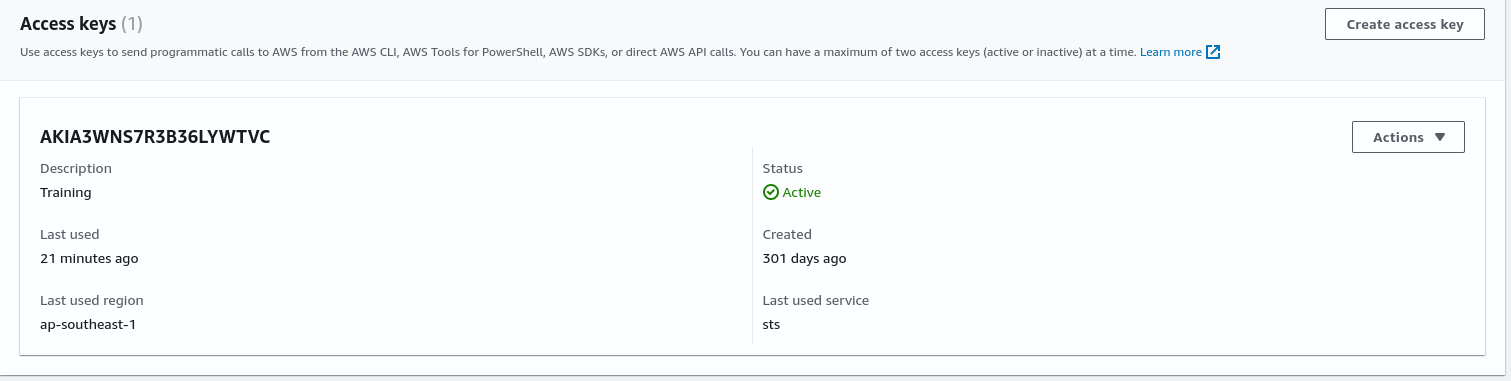 Access keys (1)
Create access key
Use access keys to send programmatic calls to AWS from the AWS CLI, AWS Tools for PowerShell, AWS SDKs, or direct AWS API calls. You can have a maximum of two access keys (active or inactive) at a time. Learn more
AKIA3WNS7R3B36LYWTVC
Actions
Description
Training
Status
Active
Last used
21 minutes ago
Created
301 days ago
Last used region
ap-southeast-1
Last used service
sts